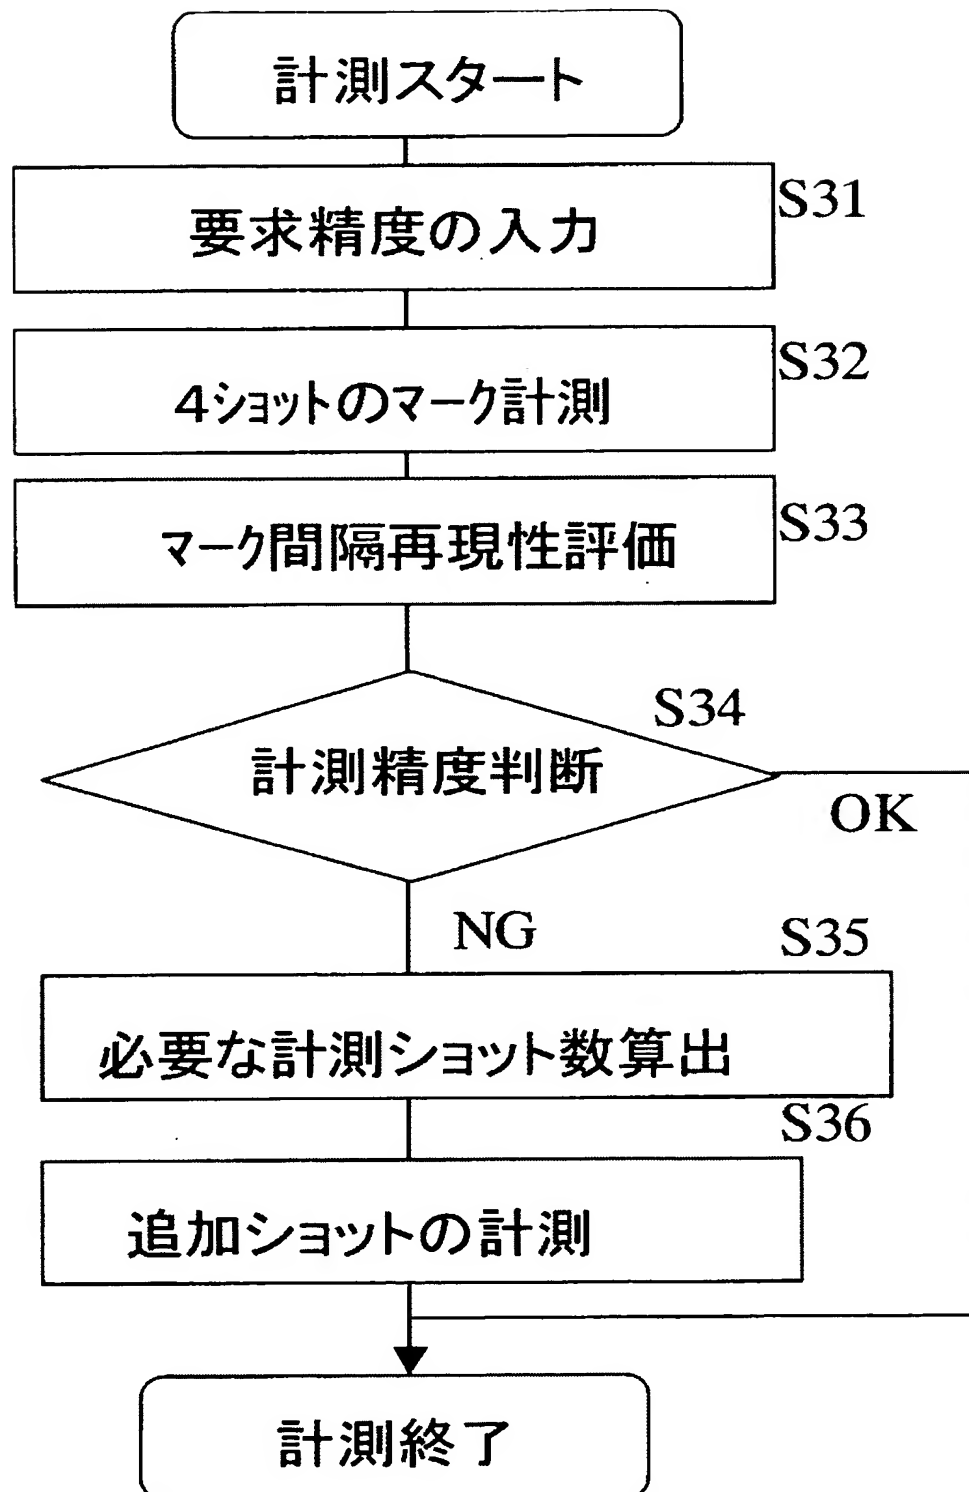 計測スタート
S31
要求精度の入力
S32
4ショットのマーク計測
S33
マーク間隔再現性評価
S34
計測精度判断
OK
NG
S35
必要な計測ショット数算出
S36
追加ショットの計測
計測終了